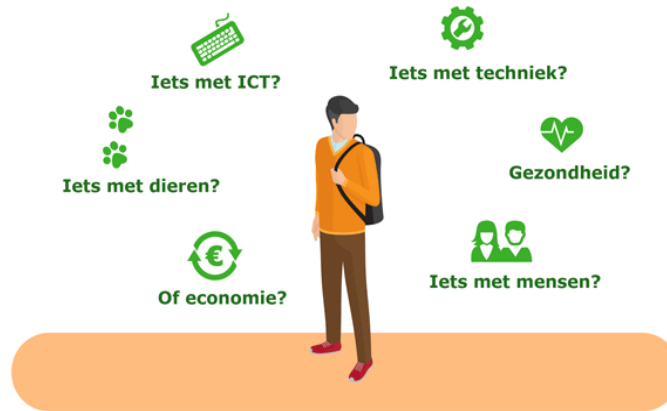 Iets met ICT?
Iets met techniek?
Iets met dieren?
Gezondheid?
Of economie?
Iets met mensen?